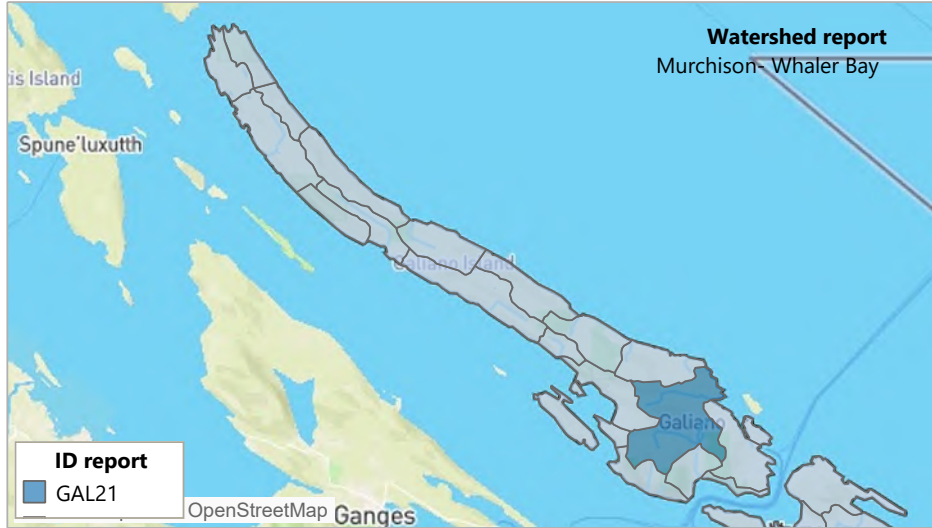 Watershed report
Murchison- Whaler Bay
tis Island
Spune'luxutth
Galiano Island
Galiano
ID report
GAL21
OpenStreetMap
Ganges